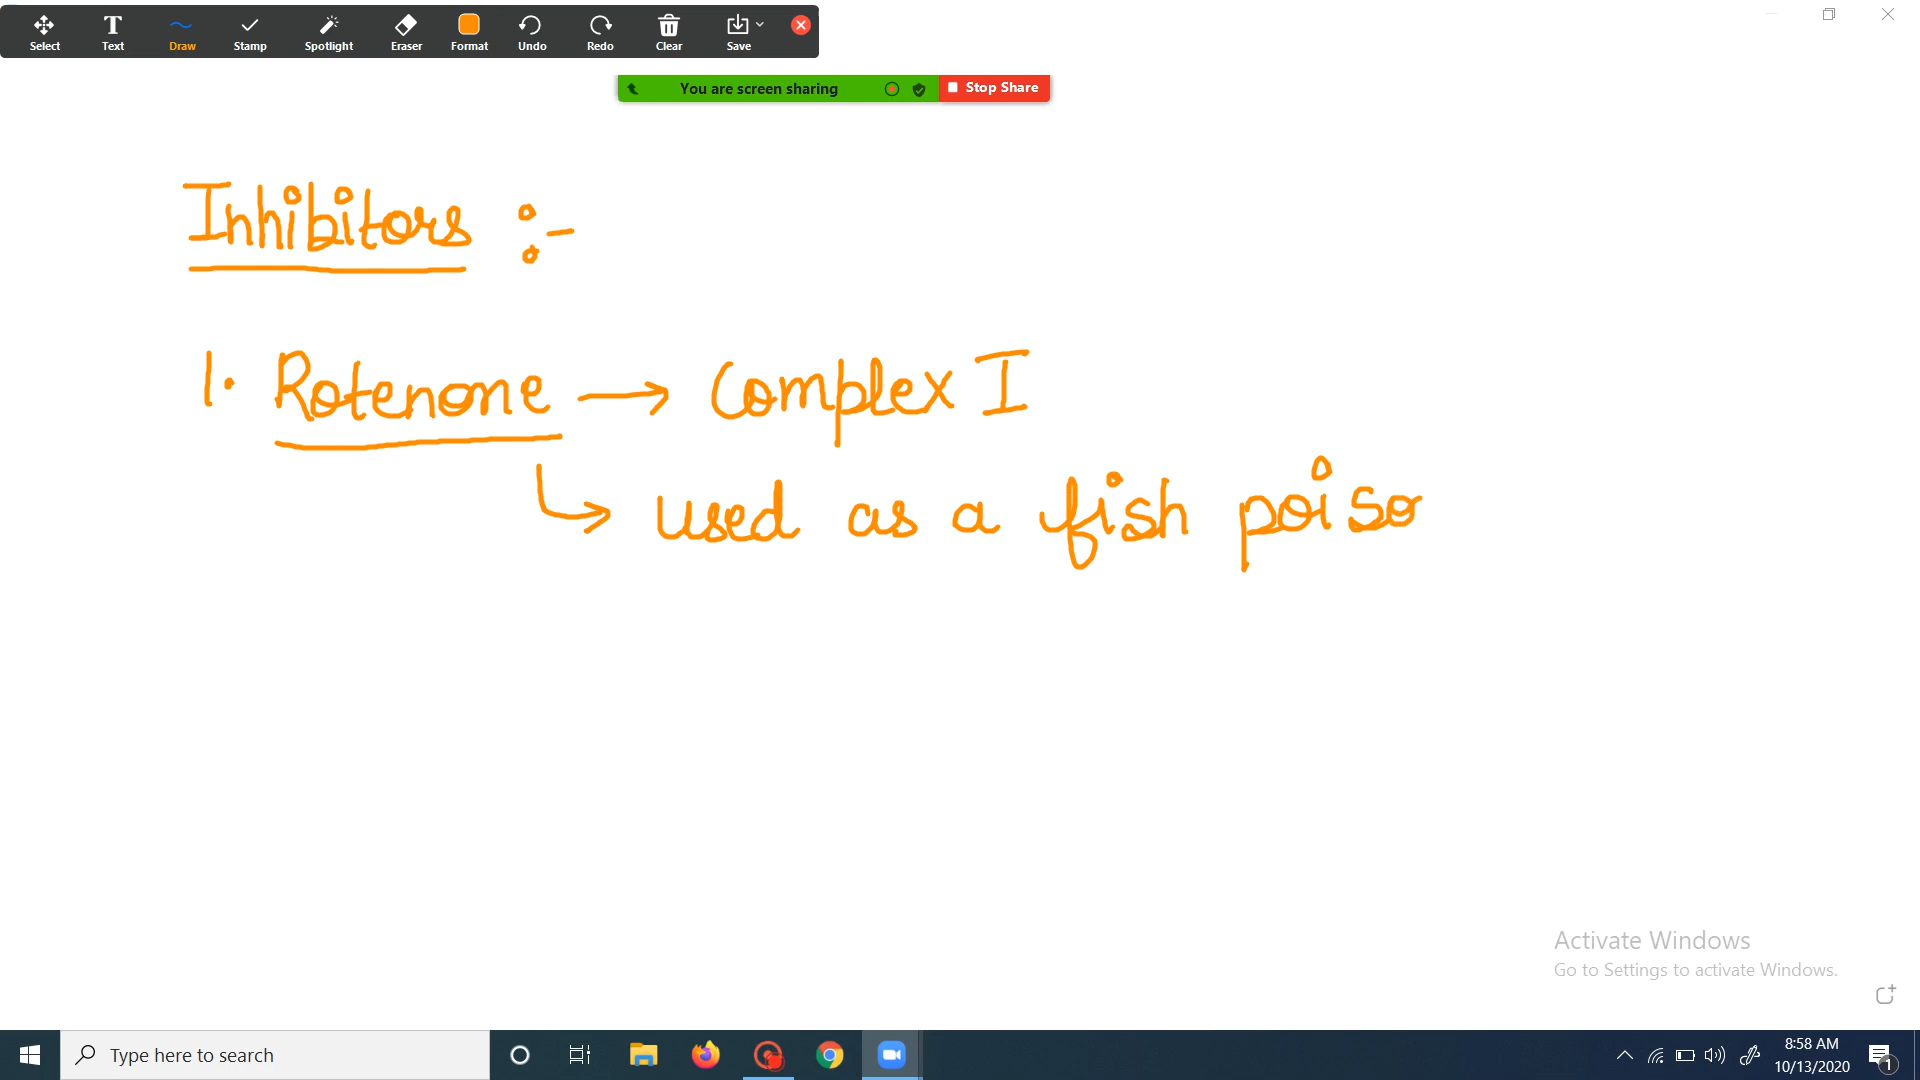 Select Text Draw Stamp Spotlight Eraser Format Undo Redo Clear Save
You are screen sharing Stop Share
Inhibitors :-
1. Rotenone → Complex I
↳ used as a fish poiso
Activate Windows
Go to Settings to activate Windows.
Type here to search
8:58 AM
10/13/2020
1